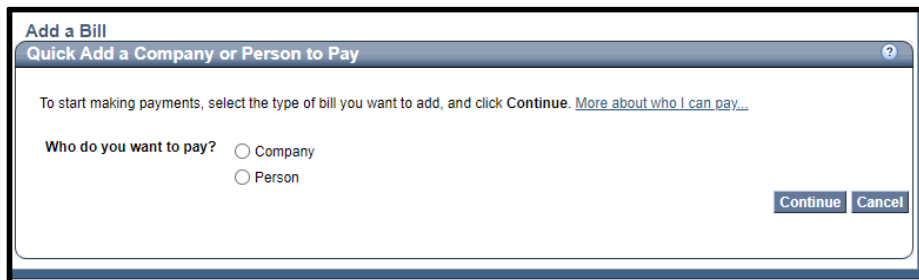 Add a Bill
Quick Add a Company or Person to Pay ?
To start making payments, select the type of bill you want to add, and click Continue. More about who I can pay...
Who do you want to pay? Company
Person
Continue Cancel